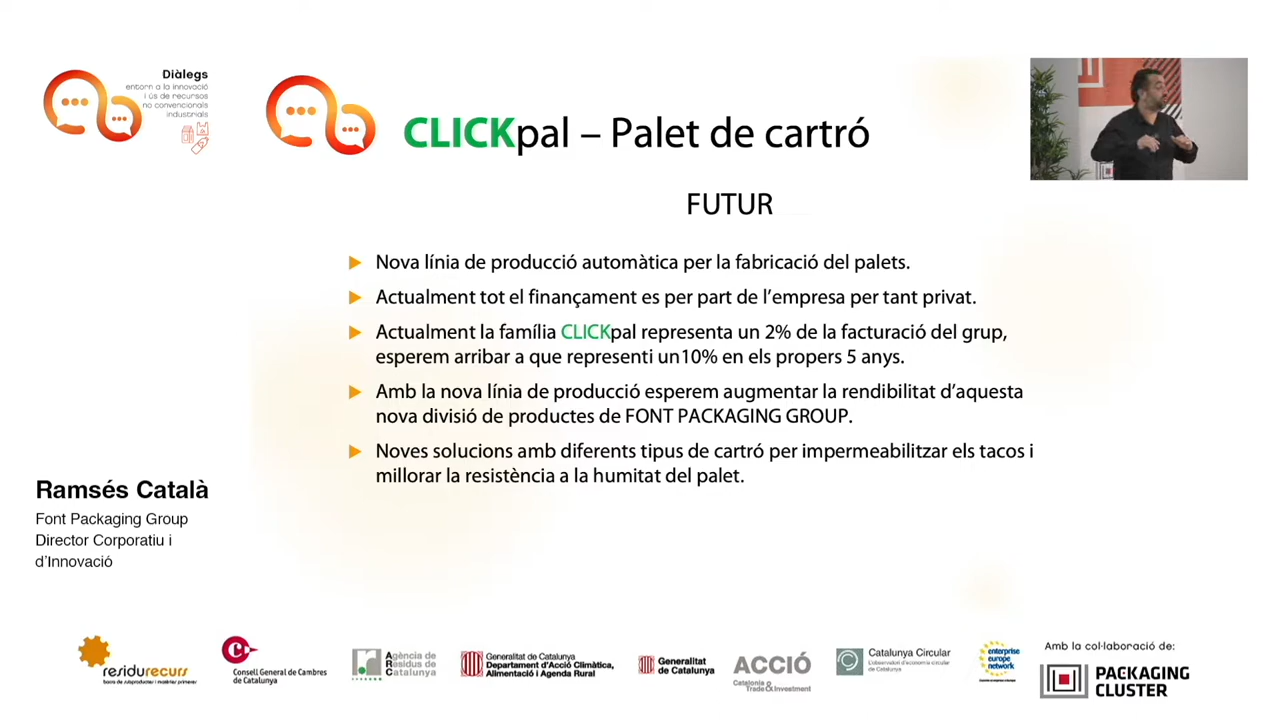 Diàlegs
entorn a la innovació
i ús de recursos
no convencionals
industrials
CLICKpal – Palet de cartró
FUTUR
Nova línia de producció automàtica per la fabricació del palets.
Actualment tot el finançament es per part de l'empresa per tant privat.
Actualment la família CLICKpal representa un 2% de la facturació del grup,
esperem arribar a que representi un10% en els propers 5 anys.
Amb la nova línia de producció esperem augmentar la rendibilitat d'aquesta
nova divisió de productes de FONT PACKAGING GROUP.
Noves solucions amb diferents tipus de cartró per impermeabilitzar els tacos i
millorar la resistència a la humitat del palet.
Ramsés Català
Font Packaging Group
Director Corporatiu i
d'Innovació
residurecurs
borsa de subproductes i matèries primeres
Consell General de Cambres
de Catalunya
Agència de
Residus de
Catalunya
Generalitat de Catalunya
Departament d'Acció Climàtica,
Alimentació i Agenda Rural
Generalitat
de Catalunya
ACCIÓ
Catalonia
Trade & Investment
Catalunya Circular
L'observatori d'economia circular
de Catalunya
enterprise
europe
network
Amb la col·laboració de:
PACKAGING
CLUSTER